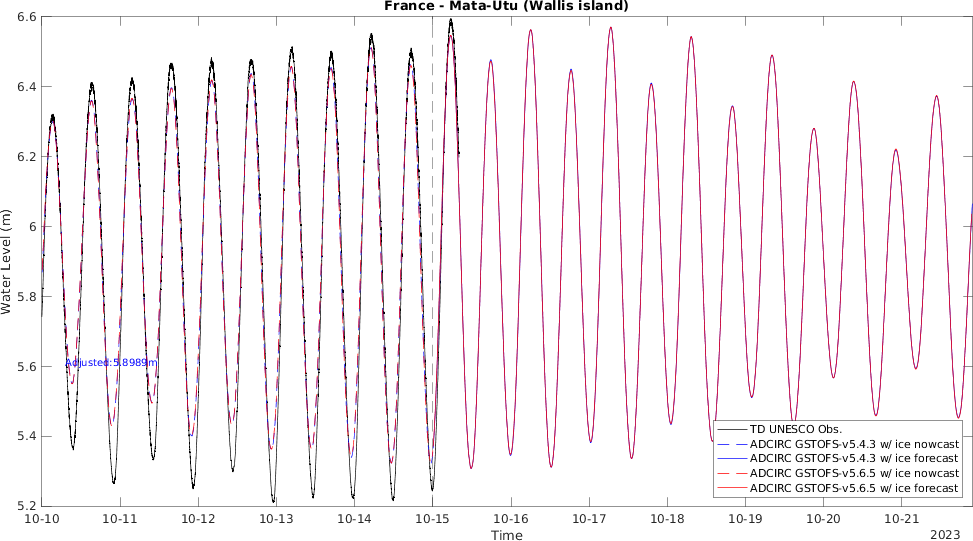 France - Mata-Utu (Wallis island)
6.6
6.4
6.2
6
5.8
5.6
5.4
5.2
Water Level (m)
Adjusted:5.8989m
TD UNESCO Obs.
ADCIRC GSTOFS-v5.4.3 w/ ice nowcast
ADCIRC GSTOFS-v5.4.3 w/ ice forecast
ADCIRC GSTOFS-v5.6.5 w/ ice nowcast
ADCIRC GSTOFS-v5.6.5 w/ ice forecast
10-10 10-11 10-12 10-13 10-14 10-15 10-16 10-17 10-18 10-19 10-20 10-21
Time
2023